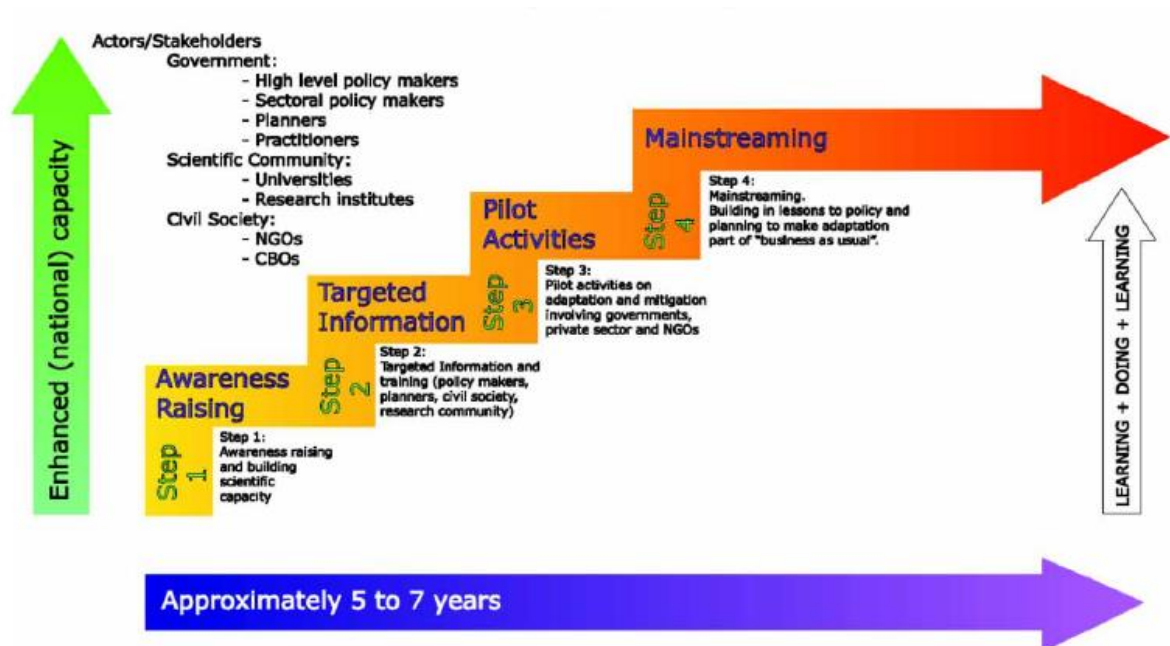 Actors/Stakeholders
Government:
- High level policy makers
- Sectoral policy makers
- Planners
- Practitioners
Scientific Community:
- Universities
- Research institutes
Civil Society:
- NGOs
- CBOs
Enhanced (national) capacity
Awareness
Raising
Step
1
Step 1:
Awareness raising
and building
scientific
capacity
Targeted
Information
Step
2
Step 2:
Targeted Information and
training (policy makers,
planners, civil society,
research community)
Pilot
Activities
Step
3
Step 3:
Pilot activities on
adaptation and mitigation
involving governments,
private sector and NGOs
Mainstreaming
Step
4
Step 4:
Mainstreaming.
Building in lessons to policy and
planning to make adaptation
part of "business as usual".
LEARNING + DOING + LEARNING
Approximately 5 to 7 years